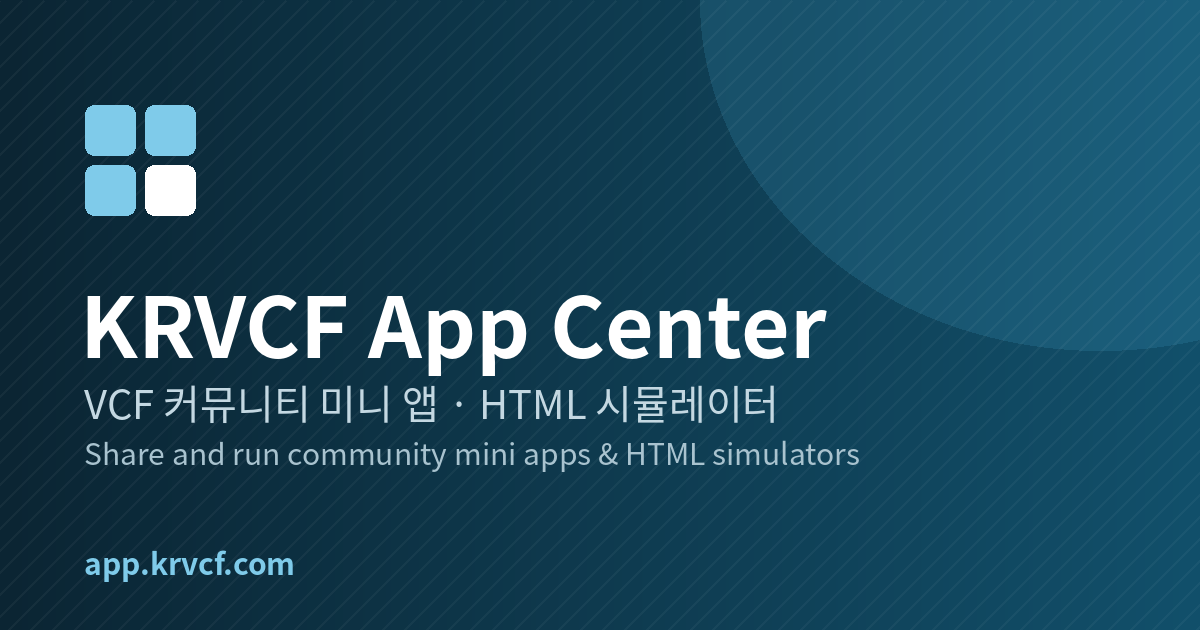 KRVCF App Center
VCF 커뮤니티 미니 앱 · HTML 시뮬레이터
Share and run community mini apps & HTML simulators
app.krvcf.com